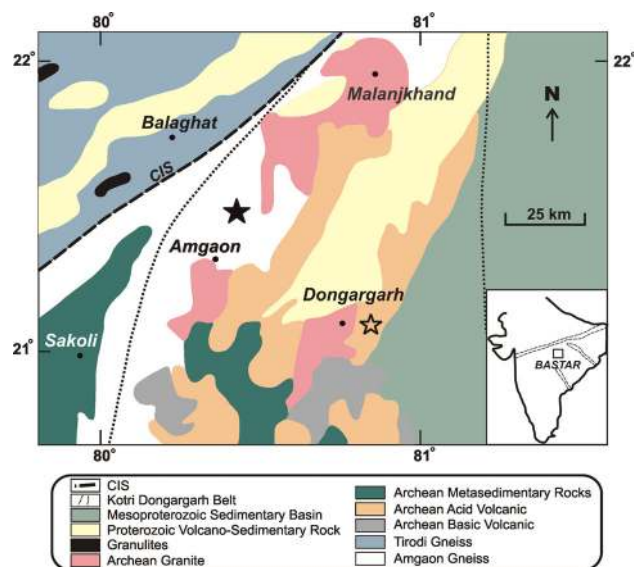 80°
81°
22°
22°
Malanjkhand
N
Balaghat
CIS
25 km
Amgaon
Dongargarh
Sakoli
21°
BASTAR
80°
81°
CIS
Kotri Dongargarh Belt
Mesoproterozoic Sedimentary Basin
Proterozoic Volcano-Sedimentary Rock
Granulites
Archean Granite
Archean Metasedimentary Rocks
Archean Acid Volcanic
Archean Basic Volcanic
Tirodi Gneiss
Amgaon Gneiss